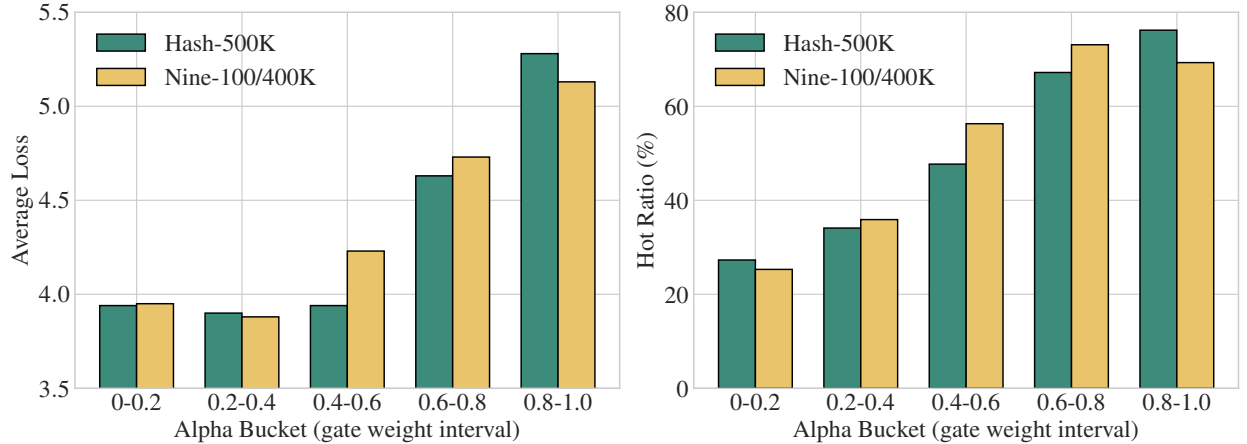 5.5
5.0
4.5
4.0
3.5
Average Loss
Hash-500K
Nine-100/400K
0-0.2 0.2-0.4 0.4-0.6 0.6-0.8 0.8-1.0
Alpha Bucket (gate weight interval)
80
60
40
20
0
Hot Ratio (%)
Hash-500K
Nine-100/400K
0-0.2 0.2-0.4 0.4-0.6 0.6-0.8 0.8-1.0
Alpha Bucket (gate weight interval)